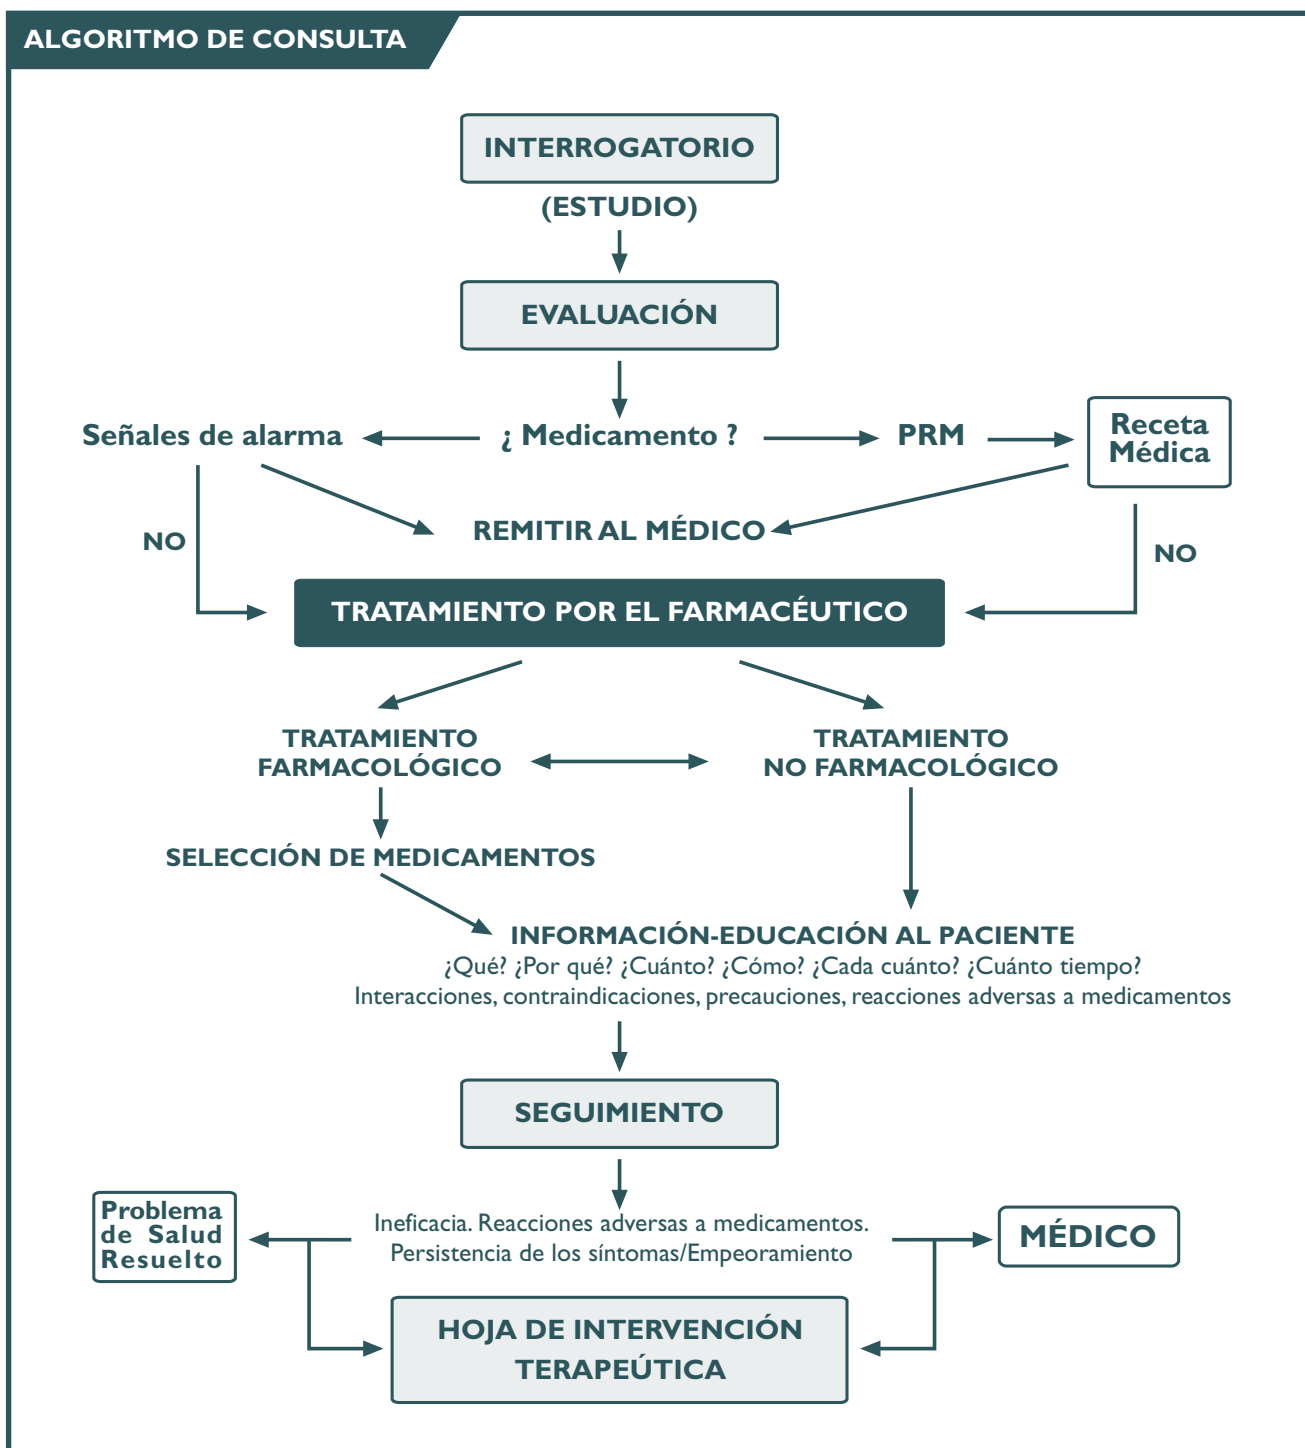 ALGORITMO DE CONSULTA
INTERROGATORIO
(ESTUDIO)
EVALUACIÓN
Señales de alarma
¿ Medicamento ?
PRM
Receta
Médica
REMITIR AL MÉDICO
NO
NO
TRATAMIENTO POR EL FARMACÉUTICO
TRATAMIENTO
FARMACOLÓGICO
TRATAMIENTO
NO FARMACOLÓGICO
SELECCIÓN DE MEDICAMENTOS
INFORMACIÓN-EDUCACIÓN AL PACIENTE
¿Qué? ¿Por qué? ¿Cuánto? ¿Cómo? ¿Cada cuánto? ¿Cuánto tiempo?
Interacciones, contraindicaciones, precauciones, reacciones adversas a medicamentos
SEGUIMIENTO
Problema
de Salud
Resuelto
Ineficacia. Reacciones adversas a medicamentos.
Persistencia de los síntomas/Empeoramiento
MÉDICO
HOJA DE INTERVENCIÓN
TERAPEÚTICA